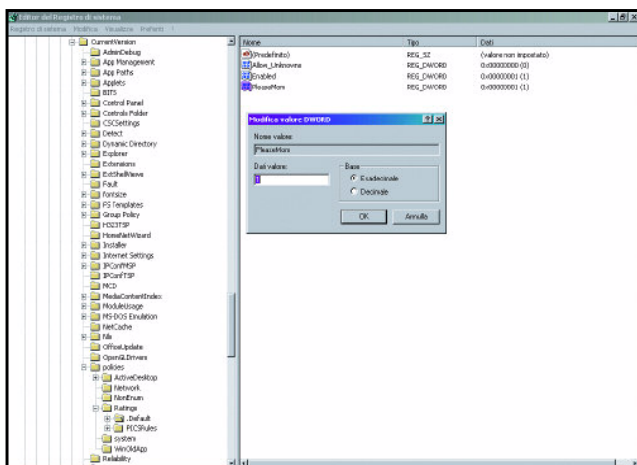 Editor del Registro di sistema
Registro di sistema Modifica Visualizza Preferiti ?
CurrentVersion
AdminDebug
App Management
App Paths
Applets
BITS
Control Panel
Controls Folder
CSCSettings
Detect
Dynamic Directory
Explorer
Extensions
ExtShellViews
Fault
fontsize
FS Templates
Group Policy
H323TSP
HomeNetWizard
Installer
Internet Settings
IPConfMSP
IPConfTSP
MCD
MediaContentIndex
ModuleUsage
MS-DOS Emulation
NetCache
Nls
OfficeUpdate
OpenGLDrivers
policies
ActiveDesktop
Network
NonEnum
Ratings
.Default
PICSRules
system
WinOldApp
Reliability
Nome Tipo Dati
(Predefinito) REG_SZ (valore non impostato)
Allow_Unknowns REG_DWORD 0x00000000 (0)
Enabled REG_DWORD 0x00000001 (1)
PleaseMom REG_DWORD 0x00000001 (1)
Modifica valore DWORD
Nome valore:
PleaseMom
Dati valore:
1
Base
Esadecimale
Decimale
OK Annulla